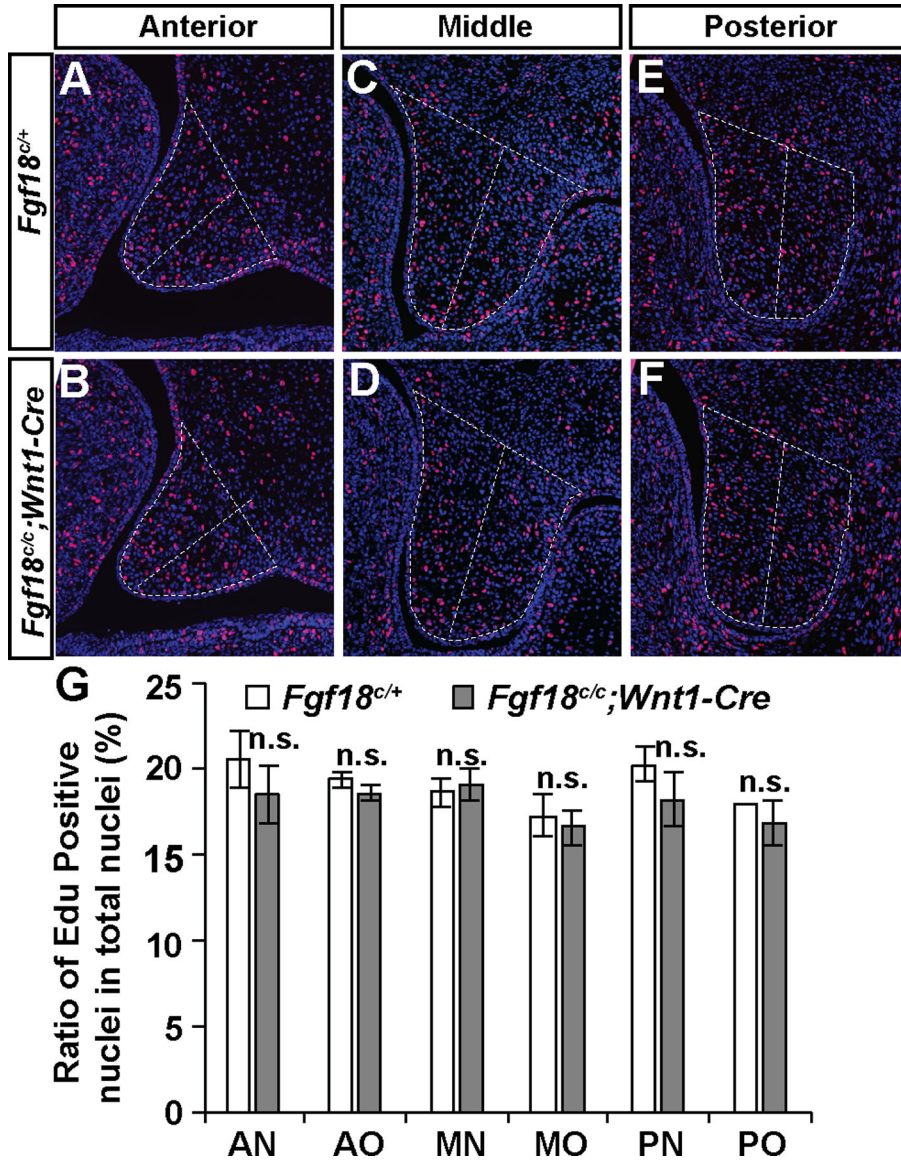 Anterior Middle Posterior
Fgf18c/+
A C E
Fgf18c/c;Wnt1-Cre
B D F
G
Fgf18c/+ Fgf18c/c;Wnt1-Cre
Ratio of Edu Positive
nuclei in total nuclei (%)
25
20
15
10
5
0
n.s. n.s. n.s. n.s. n.s. n.s.
AN AO MN MO PN PO